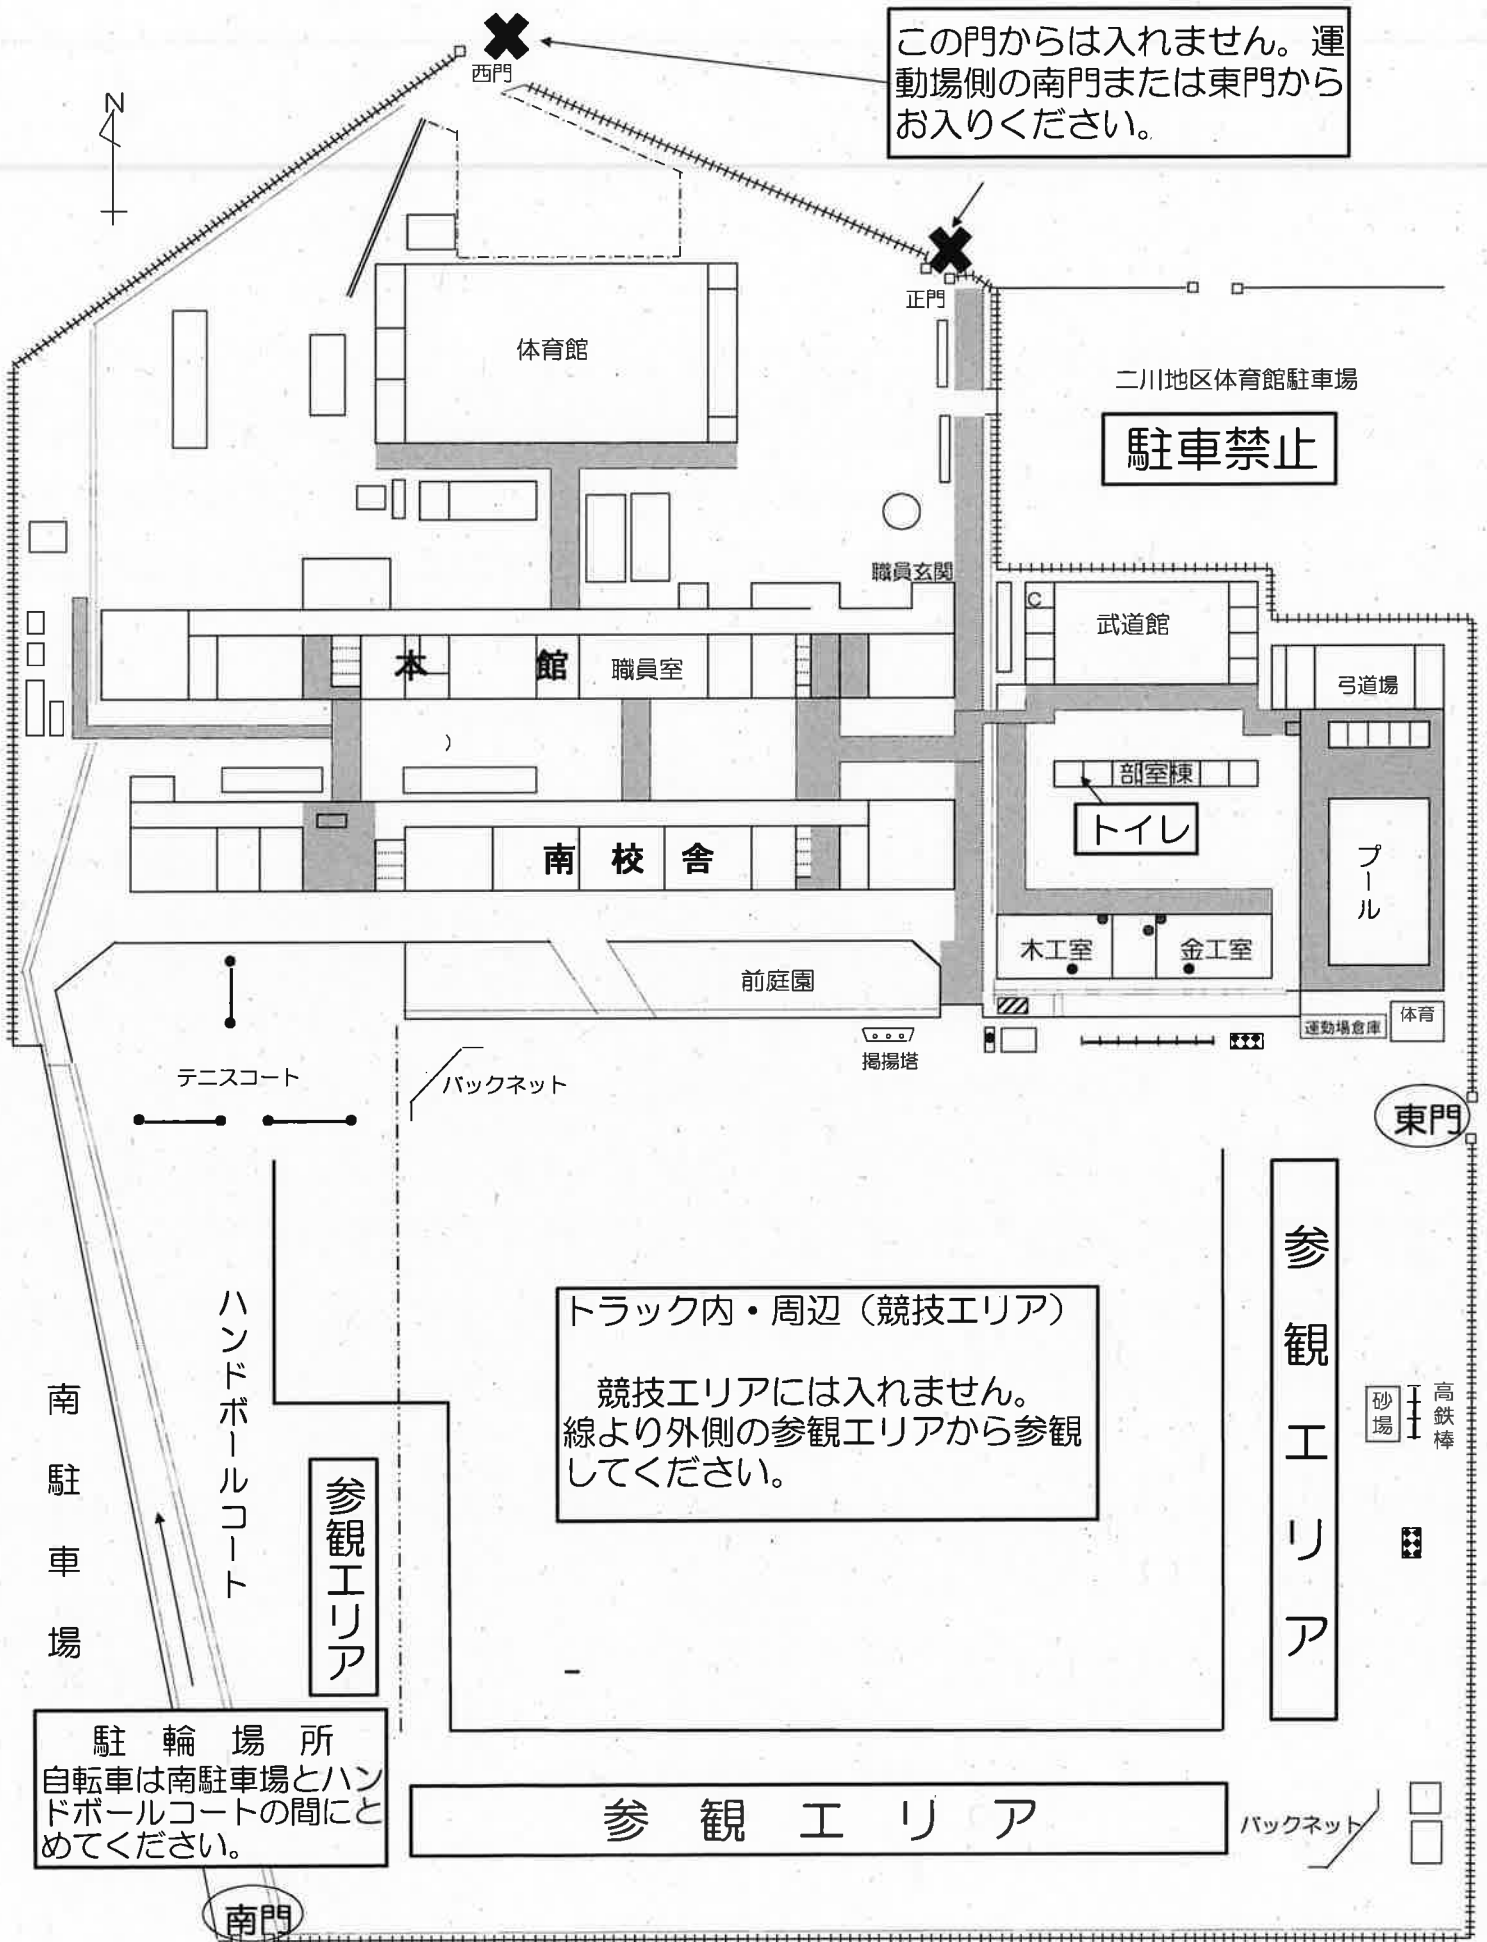 この門からは入れません。運
動場側の南門または東門から
お入りください。
西門
N
正門
体育館
二川地区体育館駐車場
駐車禁止
職員玄関
C
武道館
本 館
職員室
弓道場
部室棟
トイレ
南 校 舎
プール
木工室
金工室
前庭園
掲揚塔
運動場倉庫
体育
テニスコート
バックネット
東門
参観エリア
トラック内・周辺（競技エリア）
競技エリアには入れません。
線より外側の参観エリアから参観
してください。
ハンドボールコート
南駐車場
砂場
高鉄棒
参観エリア
駐 輪 場 所
自転車は南駐車場とハン
ドボールコートの間にと
めてください。
参 観 エ リ ア
バックネット
南門